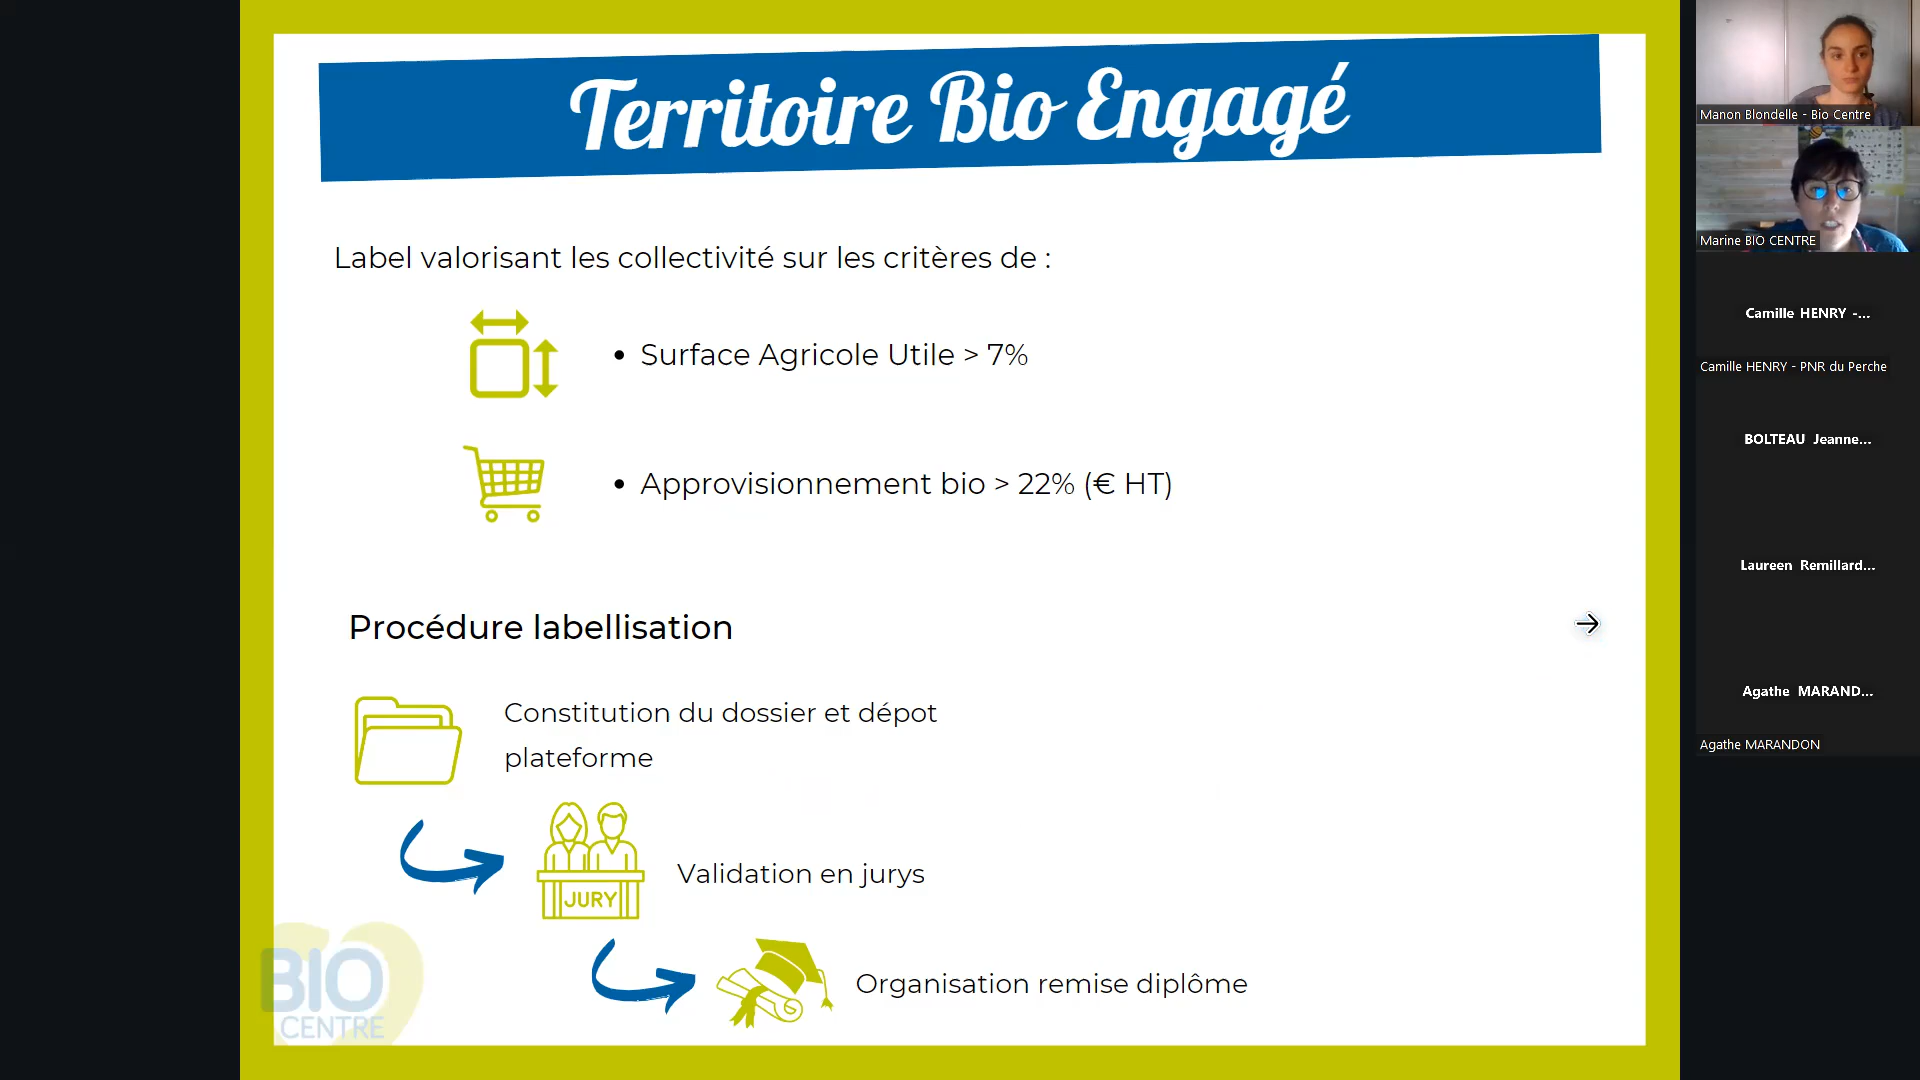 Territoire Bio Engagé
Label valorisant les collectivité sur les critères de :
• Surface Agricole Utile > 7%
• Approvisionnement bio > 22% (€ HT)
Procédure labellisation
Constitution du dossier et dépot
plateforme
JURY
Validation en jurys
Organisation remise diplôme
BIO
CENTRE
Manon Blondelle - Bio Centre
Marine BIO CENTRE
Camille HENRY -...
Camille HENRY - PNR du Perche
BOLTEAU Jeanne...
Laureen Remillard...
Agathe MARAND...
Agathe MARANDON